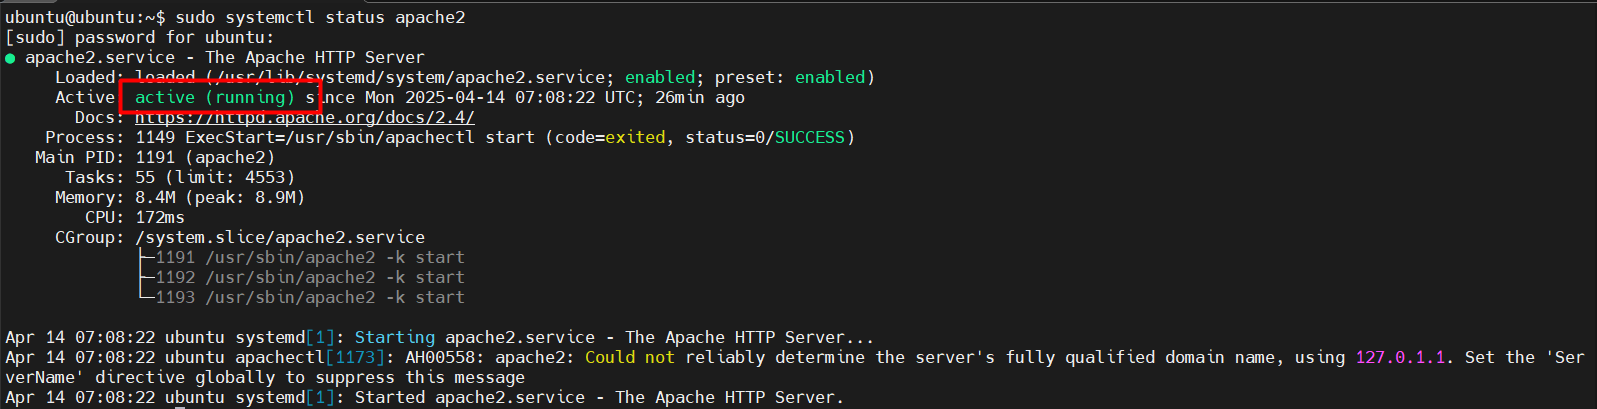 ubuntu@ubuntu:~$ sudo systemctl status apache2
[sudo] password for ubuntu:
● apache2.service - The Apache HTTP Server
Loaded: loaded (/usr/lib/systemd/system/apache2.service; enabled; preset: enabled)
Active: active (running) since Mon 2025-04-14 07:08:22 UTC; 26min ago
Docs: https://httpd.apache.org/docs/2.4/
Process: 1149 ExecStart=/usr/sbin/apachectl start (code=exited, status=0/SUCCESS)
Main PID: 1191 (apache2)
Tasks: 55 (limit: 4553)
Memory: 8.4M (peak: 8.9M)
CPU: 172ms
CGroup: /system.slice/apache2.service
├─1191 /usr/sbin/apache2 -k start
├─1192 /usr/sbin/apache2 -k start
└─1193 /usr/sbin/apache2 -k start
Apr 14 07:08:22 ubuntu systemd[1]: Starting apache2.service - The Apache HTTP Server...
Apr 14 07:08:22 ubuntu apachectl[1173]: AH00558: apache2: Could not reliably determine the server's fully qualified domain name, using 127.0.1.1. Set the 'Ser
verName' directive globally to suppress this message
Apr 14 07:08:22 ubuntu systemd[1]: Started apache2.service - The Apache HTTP Server.